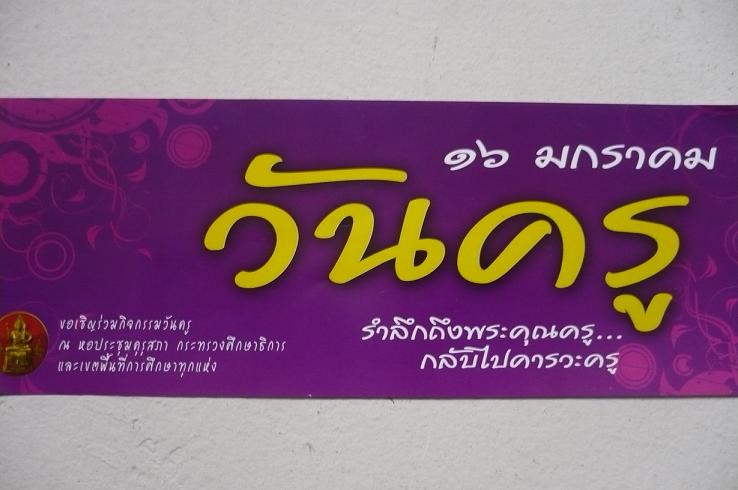 ๑๖ มกราคม
วันครู
รำลึกถึงพระคุณครู...
กลับไปคารวะครู
ขอเชิญร่วมกิจกรรมวันครู
ณ หอประชุมคุรุสภา กระทรวงศึกษาธิการ
และเขตพื้นที่การศึกษาทุกแห่ง